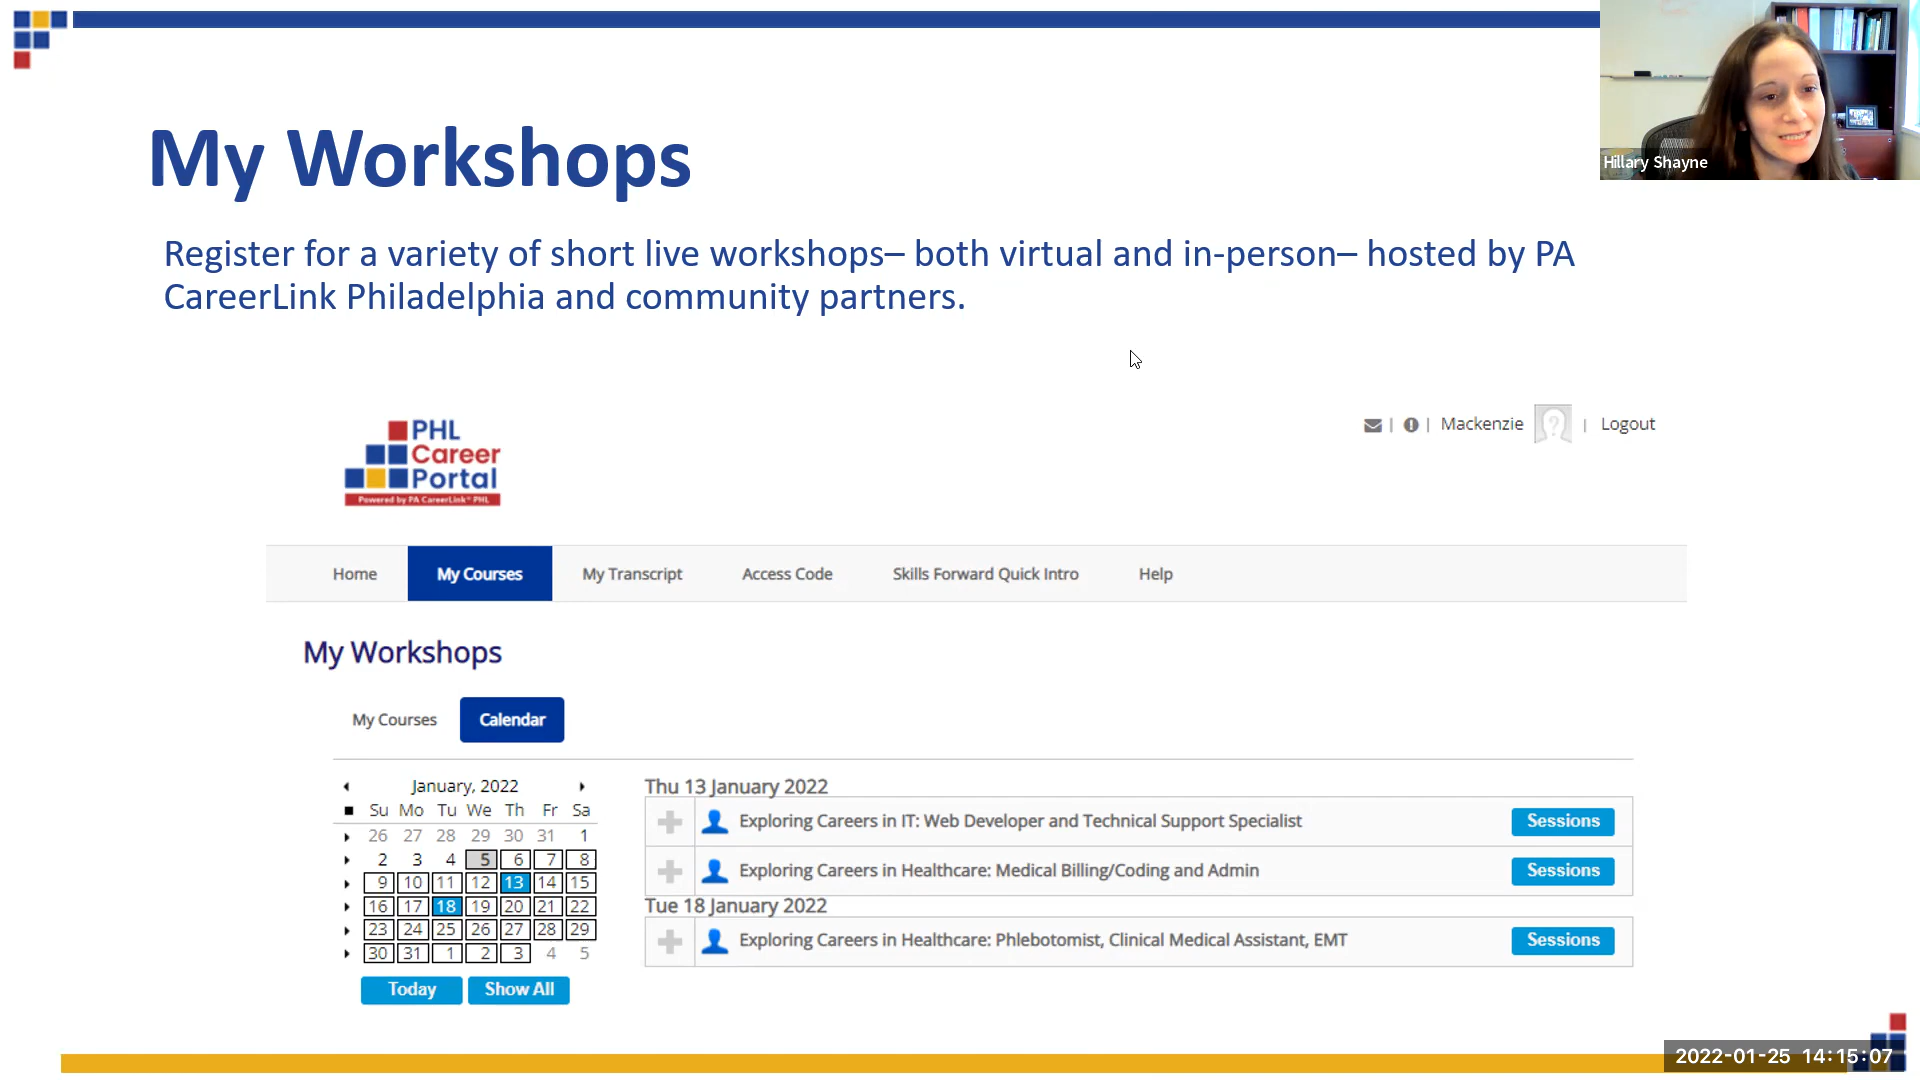 My Workshops
Register for a variety of short live workshops– both virtual and in-person– hosted by PA
CareerLink Philadelphia and community partners.
Hillary Shayne
PHL
Career
Portal
Powered by PA CareerLink® PHL
| | Mackenzie | Logout
Home My Courses My Transcript Access Code Skills Forward Quick Intro Help
My Workshops
My Courses Calendar
January, 2022
Su Mo Tu We Th Fr Sa
26 27 28 29 30 31 1
2 3 4 5 6 7 8
9 10 11 12 13 14 15
16 17 18 19 20 21 22
23 24 25 26 27 28 29
30 31 1 2 3 4 5
Today Show All
Thu 13 January 2022
Exploring Careers in IT: Web Developer and Technical Support Specialist Sessions
Exploring Careers in Healthcare: Medical Billing/Coding and Admin Sessions
Tue 18 January 2022
Exploring Careers in Healthcare: Phlebotomist, Clinical Medical Assistant, EMT Sessions
2022-01-25 14:15:07